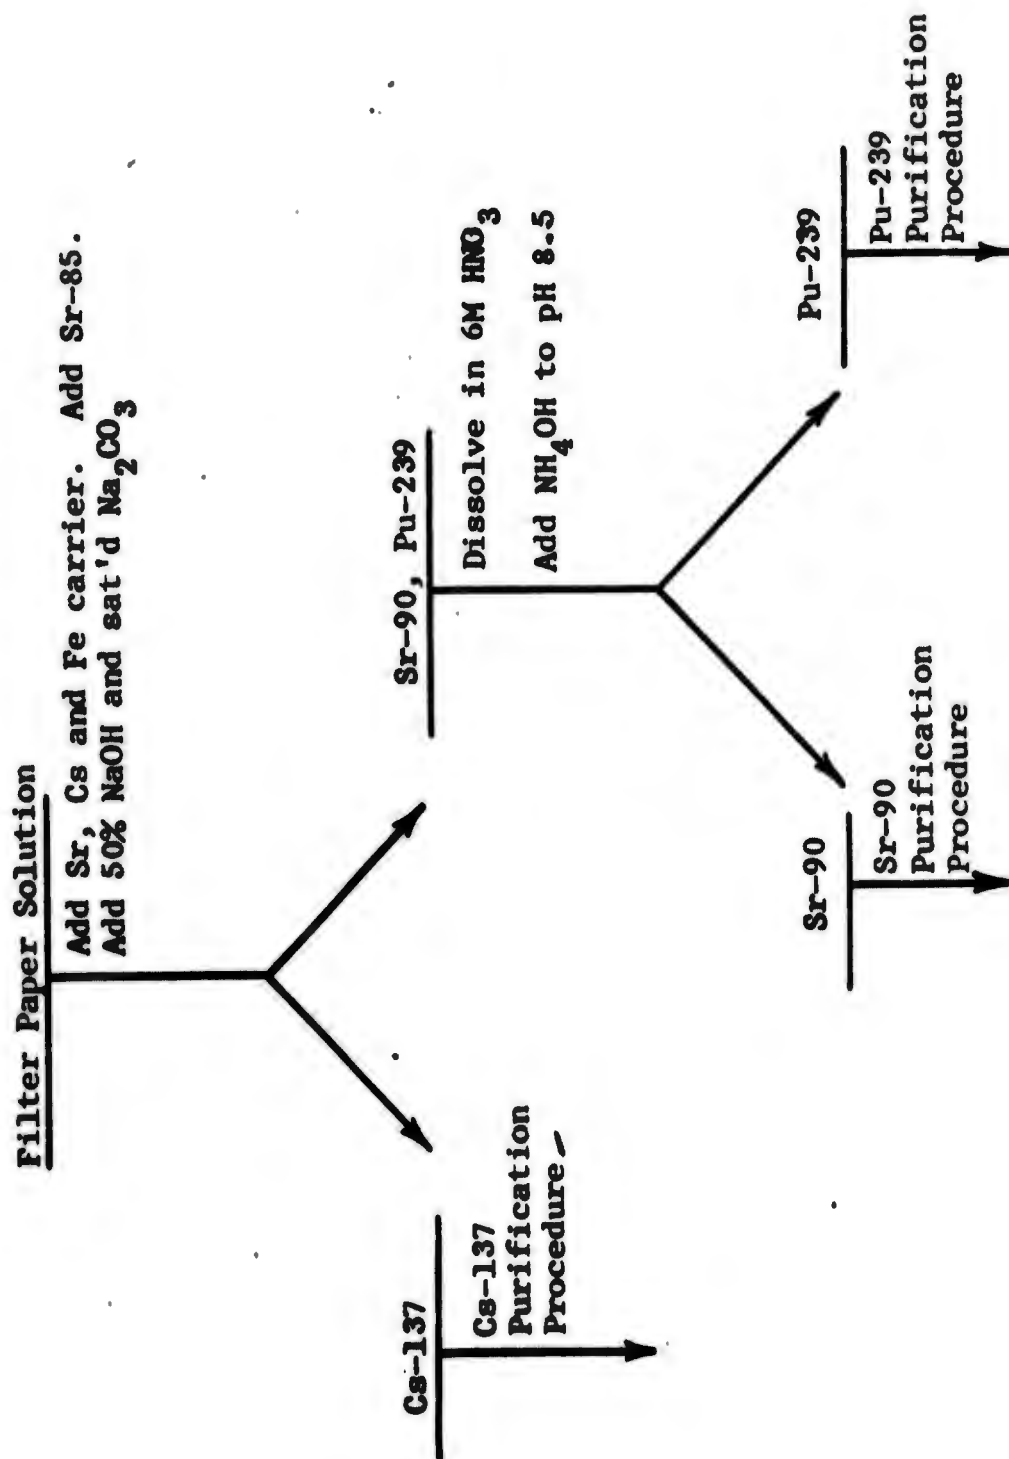 Filter Paper Solution
Add Sr, Cs and Fe carrier. Add Sr-85.
Add 50% NaOH and sat'd Na2CO3
Cs-137
Cs-137
Purification
Procedure
Sr-90, Pu-239
Dissolve in 6M HNO3
Add NH4OH to pH 8.5
Sr-90
Sr-90
Purification
Procedure
Pu-239
Pu-239
Purification
Procedure